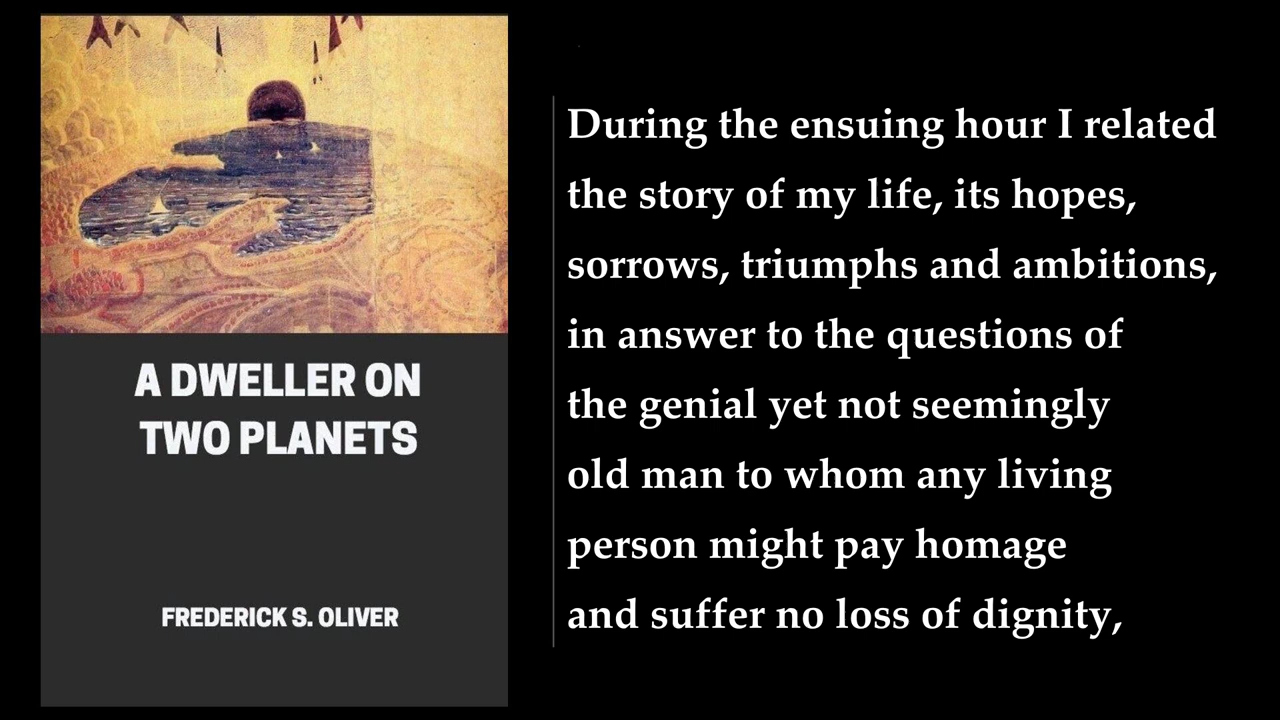 A DWELLER ON
TWO PLANETS
FREDERICK S. OLIVER
During the ensuing hour I related
the story of my life, its hopes,
sorrows, triumphs and ambitions,
in answer to the questions of
the genial yet not seemingly
old man to whom any living
person might pay homage
and suffer no loss of dignity,